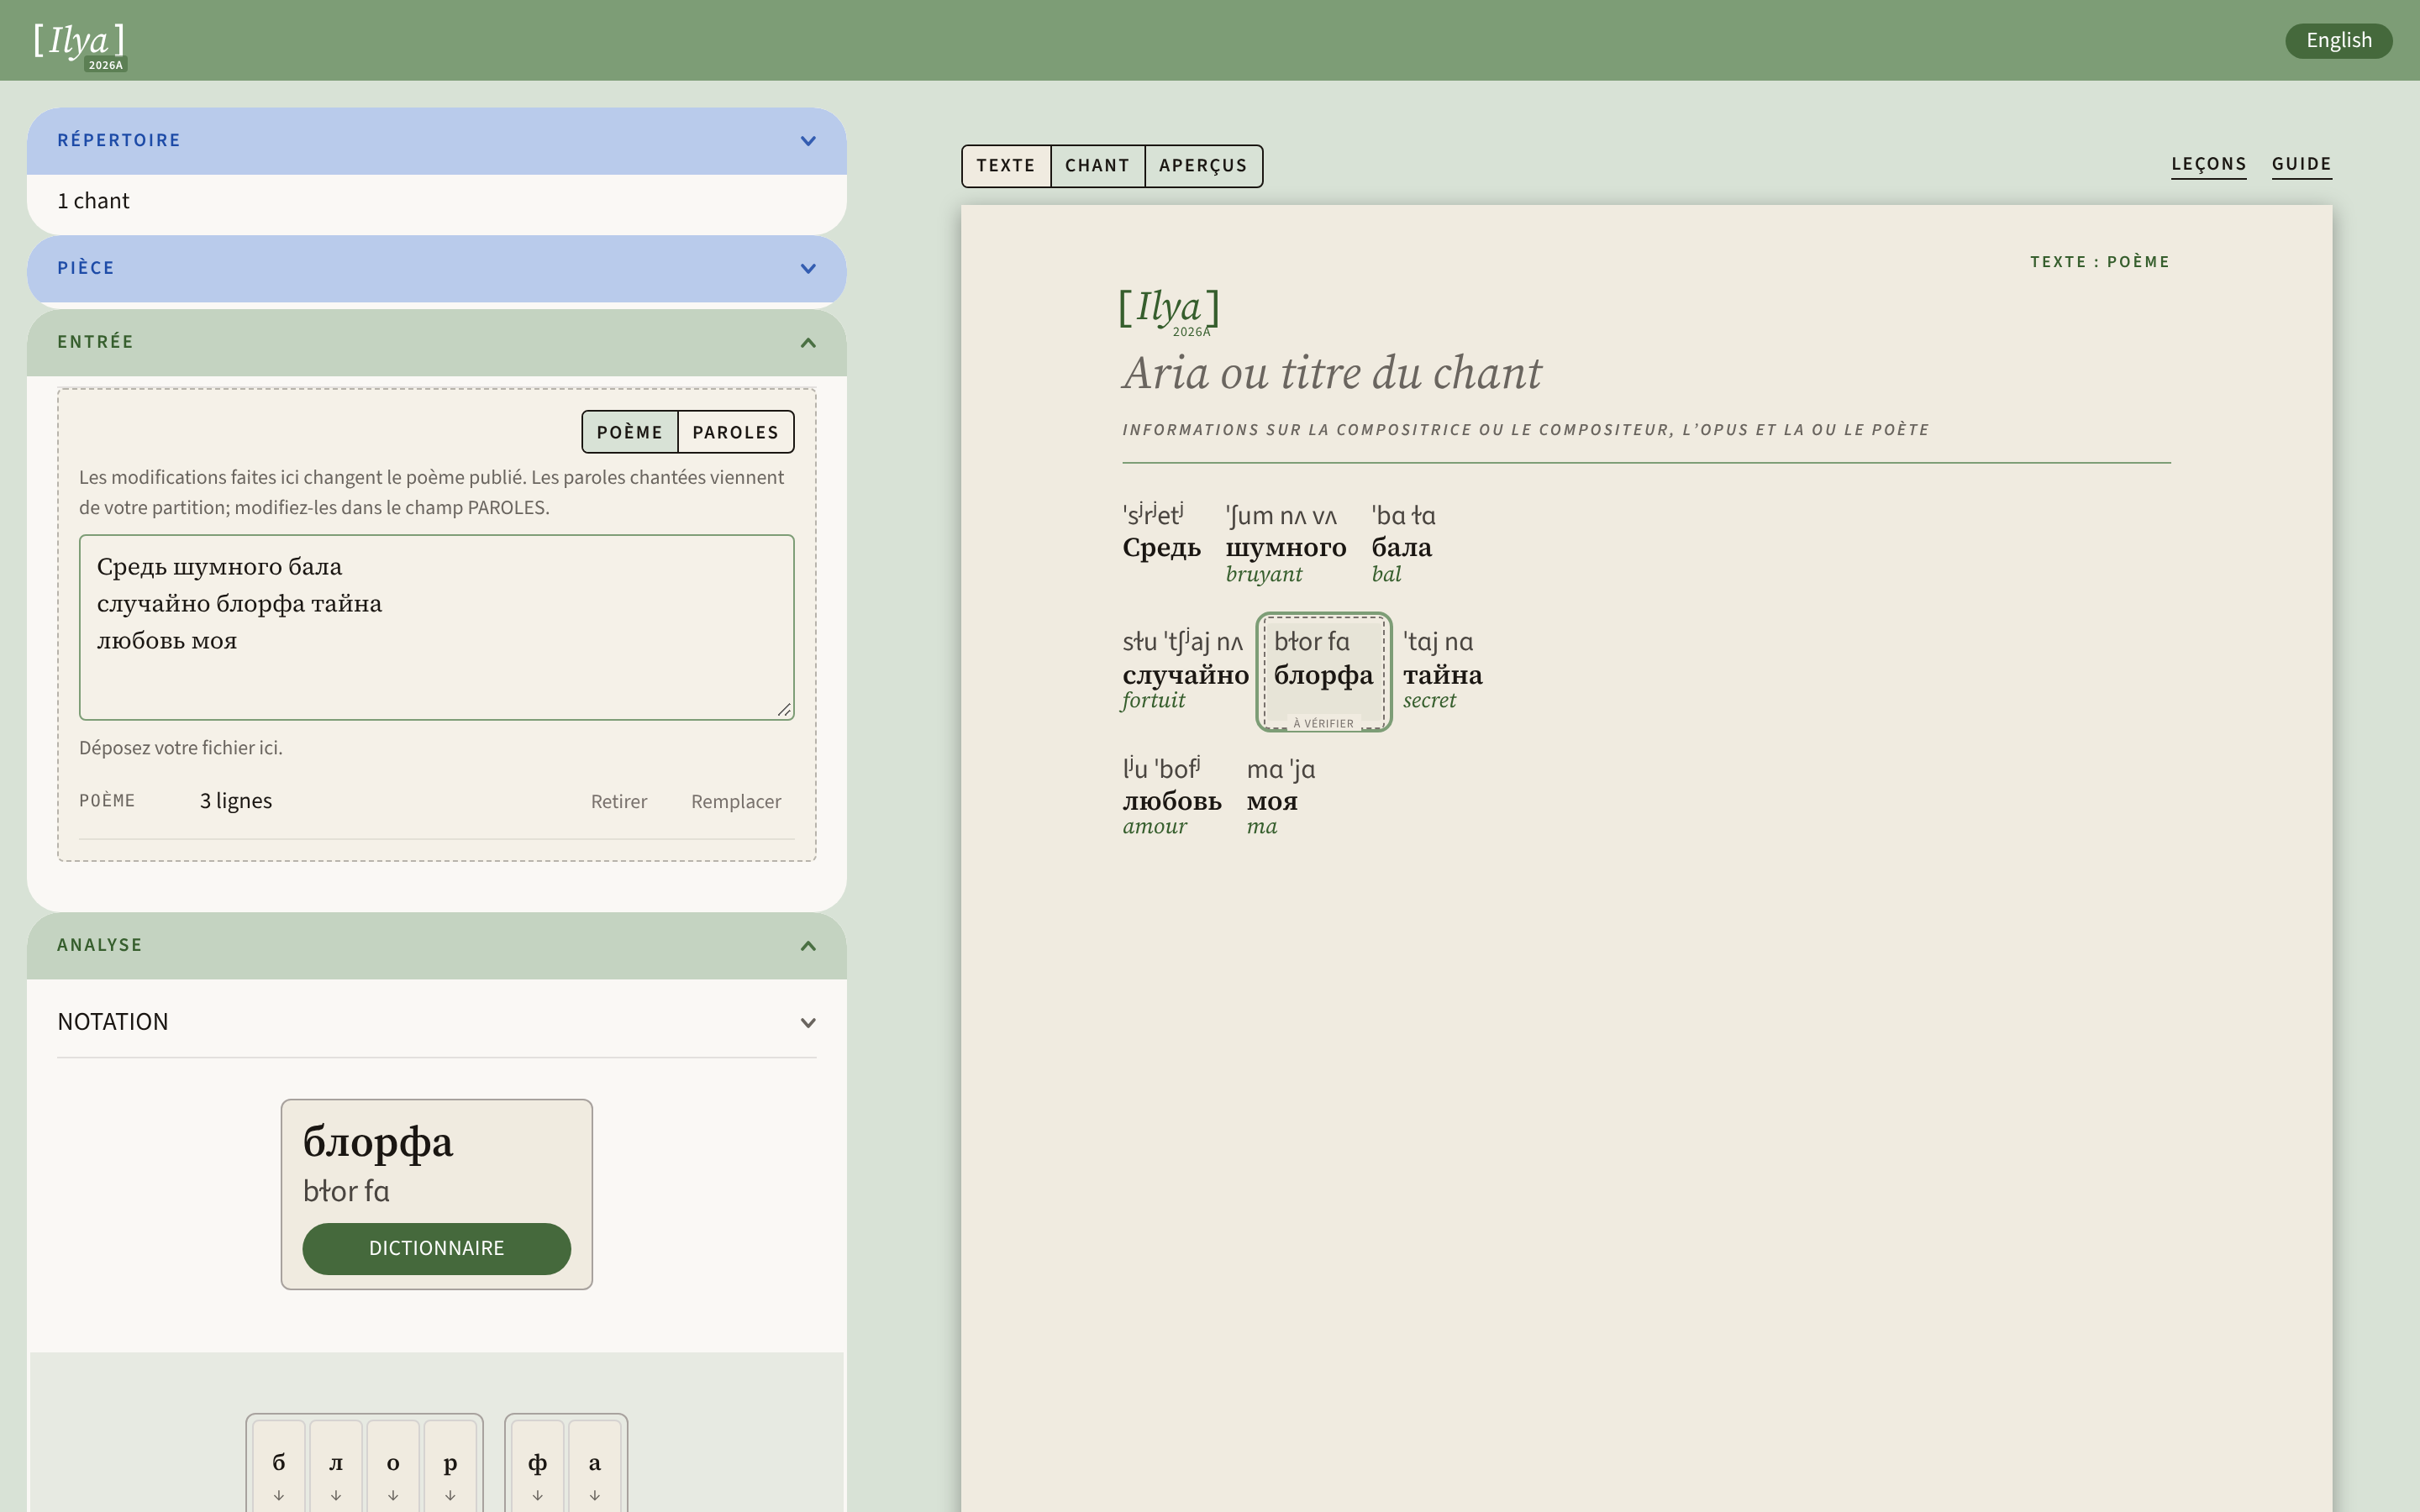 [Ilya]
2026A
English
RÉPERTOIRE
1 chant
PIÈCE
ENTRÉE
POÈME PAROLES
Les modifications faites ici changent le poème publié. Les paroles chantées viennent
de votre partition; modifiez-les dans le champ PAROLES.
Средь шумного бала
случайно блорфа тайна
любовь моя
Déposez votre fichier ici.
POÈME 3 lignes Retirer Remplacer
ANALYSE
NOTATION
блорфа
bɫor fɑ
DICTIONNAIRE
б л о р ф а
↓ ↓ ↓ ↓ ↓ ↓
TEXTE CHANT APERÇUS
LEÇONS GUIDE
TEXTE : POÈME
[Ilya]
2026A
Aria ou titre du chant
INFORMATIONS SUR LA COMPOSITRICE OU LE COMPOSITEUR, L’OPUS ET LA OU LE POÈTE
ˈsʲrʲetʲ ˈʃum nʌ vʌ ˈbɑ ɫɑ
Средь шумного бала
bruyant bal
sɫu ˈtʃʲaj nʌ bɫor fɑ ˈtɑj nɑ
случайно блорфа тайна
fortuit secret
À VÉRIFIER
lʲu ˈbofʲ mɑ ˈjɑ
любовь моя
amour ma